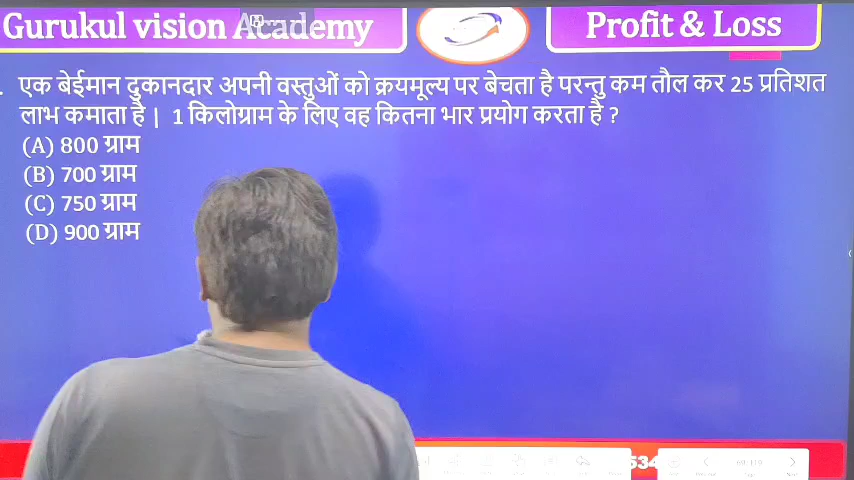 Gurukul vision Academy
Profit & Loss
एक बेईमान दुकानदार अपनी वस्तुओं को क्रयमूल्य पर बेचता है परन्तु कम तौल कर 25 प्रतिशत
लाभ कमाता है | 1 किलोग्राम के लिए वह कितना भार प्रयोग करता है ?
(A) 800 ग्राम
(B) 700 ग्राम
(C) 750 ग्राम
(D) 900 ग्राम
534